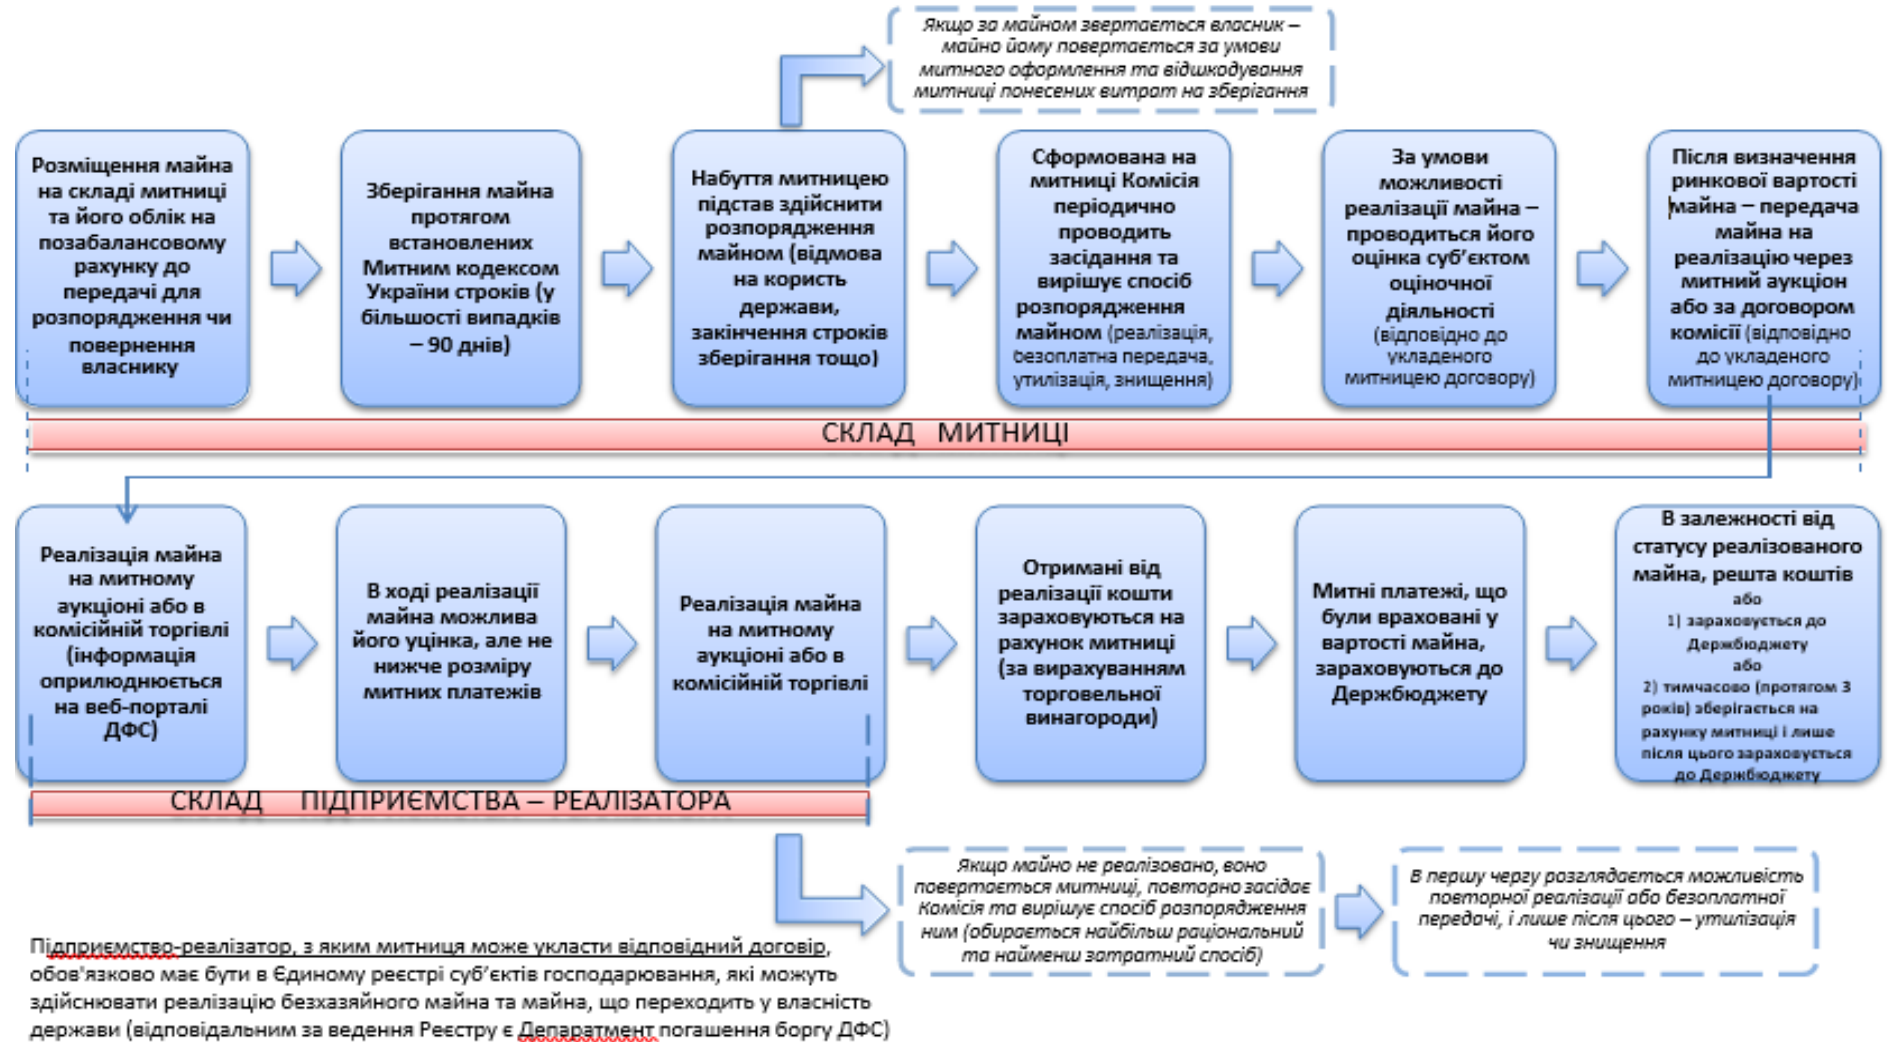 Якщо за майном звертається власник –
майно йому повертається за умови
митного оформлення та відшкодування
митниці понесених витрат на зберігання
Розміщення майна
на складі митниці
та його облік на
позабалансовому
рахунку до
передачі для
розпорядження чи
повернення
власнику
Зберігання майна
протягом
встановлених
Митним кодексом
України строків (у
більшості випадків
– 90 днів)
Набуття митницею
підстав здійснити
розпорядження
майном (відмова
на користь
держави,
закінчення строків
зберігання тощо)
Сформована на
митниці Комісія
періодично
проводить
засідання та
вирішує спосіб
розпорядження
майном (реалізація,
безоплатна передача,
утилізація, знищення)
За умови
можливості
реалізації майна –
проводиться його
оцінка суб’єктом
оціночної
діяльності
(відповідно до
укладеного
митницею договору)
Після визначення
ринкової вартості
майна – передача
майна на
реалізацію через
митний аукціон
або за договором
комісії (відповідно
до укладеного
митницею договору)
СКЛАД МИТНИЦІ
Реалізація майна
на митному
аукціоні або в
комісійній торгівлі
(інформація
оприлюднюється
на веб-порталі
ДФС)
В ході реалізації
майна можлива
його уцінка, але не
нижче розміру
митних платежів
Реалізація майна
на митному
аукціоні або в
комісійній торгівлі
Отримані від
реалізації кошти
зараховуються на
рахунок митниці
(за вирахуванням
торговельної
винагороди)
Митні платежі, що
були враховані у
вартості майна,
зараховуються до
Держбюджету
В залежності від
статусу реалізованого
майна, решта коштів
або
1) зараховується до
Держбюджету
або
2) тимчасово (протягом 3
років) зберігається на
рахунку митниці і лише
після цього зараховується
до Держбюджету
СКЛАД ПІДПРИЄМСТВА – РЕАЛІЗАТОРА
Якщо майно не реалізовано, воно
повертається митниці, повторно засідає
Комісія та вирішує спосіб розпорядження
ним (обирається найбільш раціональний
та найменш затратний спосіб)
В першу чергу розглядається можливість
повторної реалізації або безоплатної
передачі, і лише після цього – утилізація
чи знищення
Підприємство-реалізатор, з яким митниця може укласти відповідний договір,
обов'язково має бути в Єдиному реєстрі суб’єктів господарювання, які можуть
здійснювати реалізацію безхазяйного майна та майна, що переходить у власність
держави (відповідальним за ведення Реєстру є Депаратмент погашення боргу ДФС)